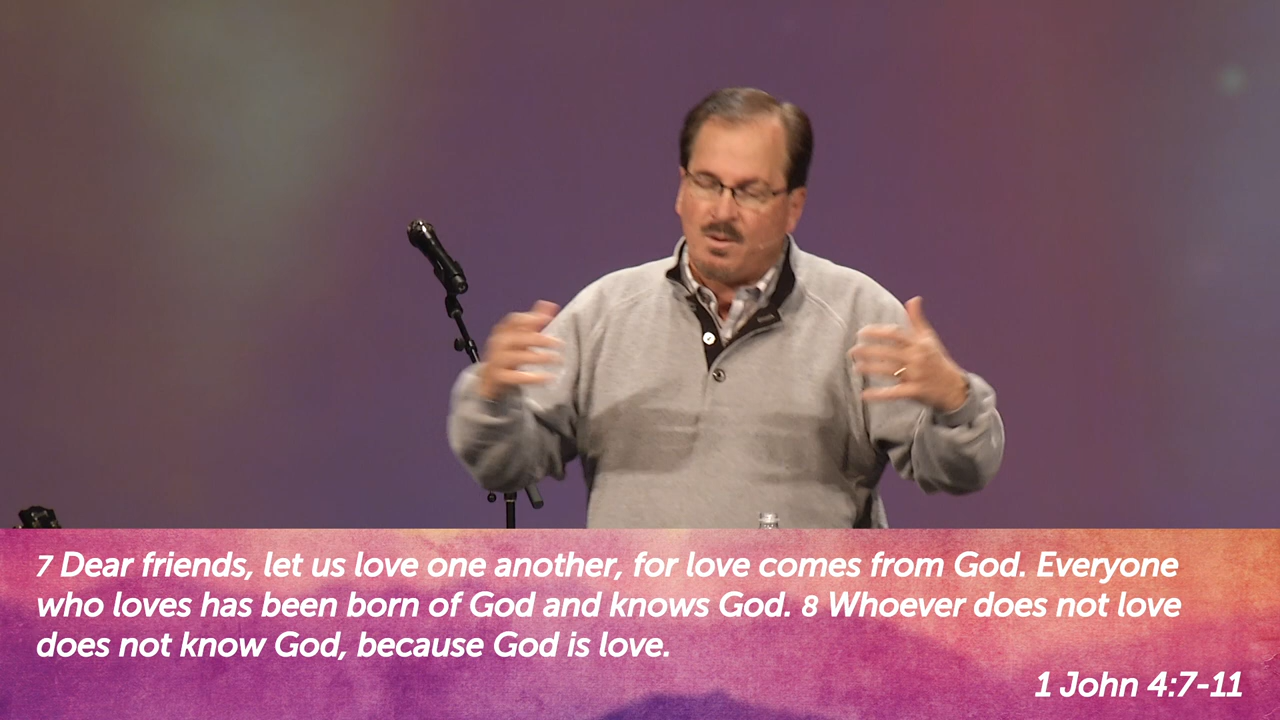 7 Dear friends, let us love one another, for love comes from God. Everyone
who loves has been born of God and knows God. 8 Whoever does not love
does not know God, because God is love.
1 John 4:7-11